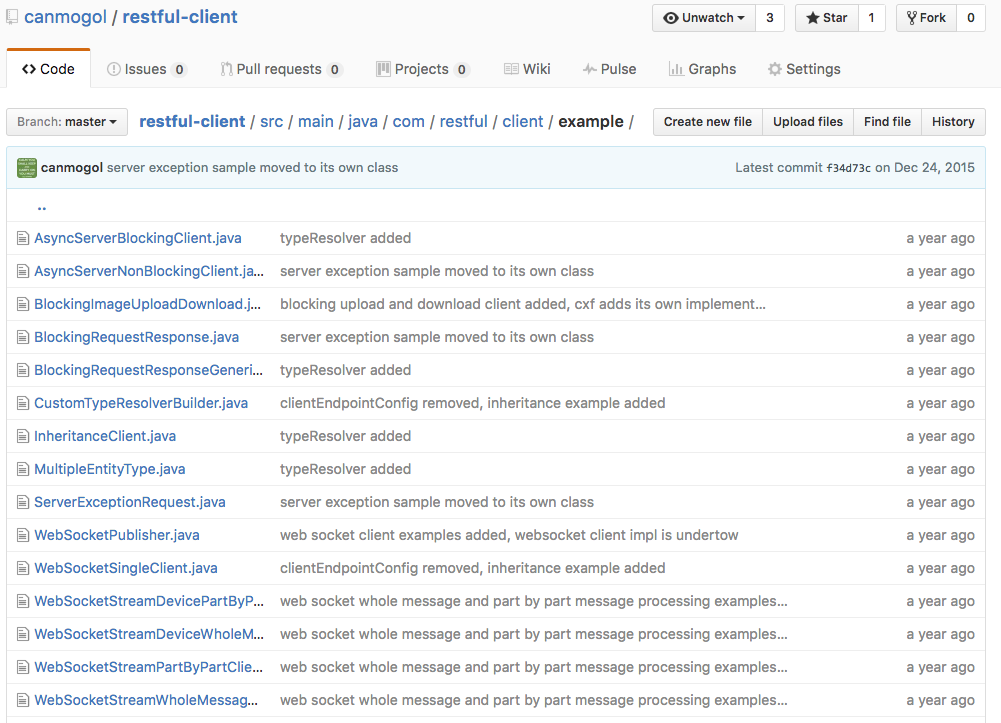 canmogol / restful-client Unwatch 3 Star 1 Fork 0
Code Issues 0 Pull requests 0 Projects 0 Wiki Pulse Graphs Settings
Branch: master restful-client / src / main / java / com / restful / client / example / Create new file Upload files Find file History
canmogol server exception sample moved to its own class Latest commit f34d73c on Dec 24, 2015
..
AsyncServerBlockingClient.java typeResolver added a year ago
AsyncServerNonBlockingClient.ja... server exception sample moved to its own class a year ago
BlockingImageUploadDownload.j... blocking upload and download client added, cxf adds its own implement... a year ago
BlockingRequestResponse.java server exception sample moved to its own class a year ago
BlockingRequestResponseGeneri... typeResolver added a year ago
CustomTypeResolverBuilder.java clientEndpointConfig removed, inheritance example added a year ago
InheritanceClient.java typeResolver added a year ago
MultipleEntityType.java typeResolver added a year ago
ServerExceptionRequest.java server exception sample moved to its own class a year ago
WebSocketPublisher.java web socket client examples added, websocket client impl is undertow a year ago
WebSocketSingleClient.java clientEndpointConfig removed, inheritance example added a year ago
WebSocketStreamDevicePartByP... web socket whole message and part by part message processing examples... a year ago
WebSocketStreamDeviceWholeM... web socket whole message and part by part message processing examples... a year ago
WebSocketStreamPartByPartClie... web socket whole message and part by part message processing examples... a year ago
WebSocketStreamWholeMessag... web socket whole message and part by part message processing examples... a year ago